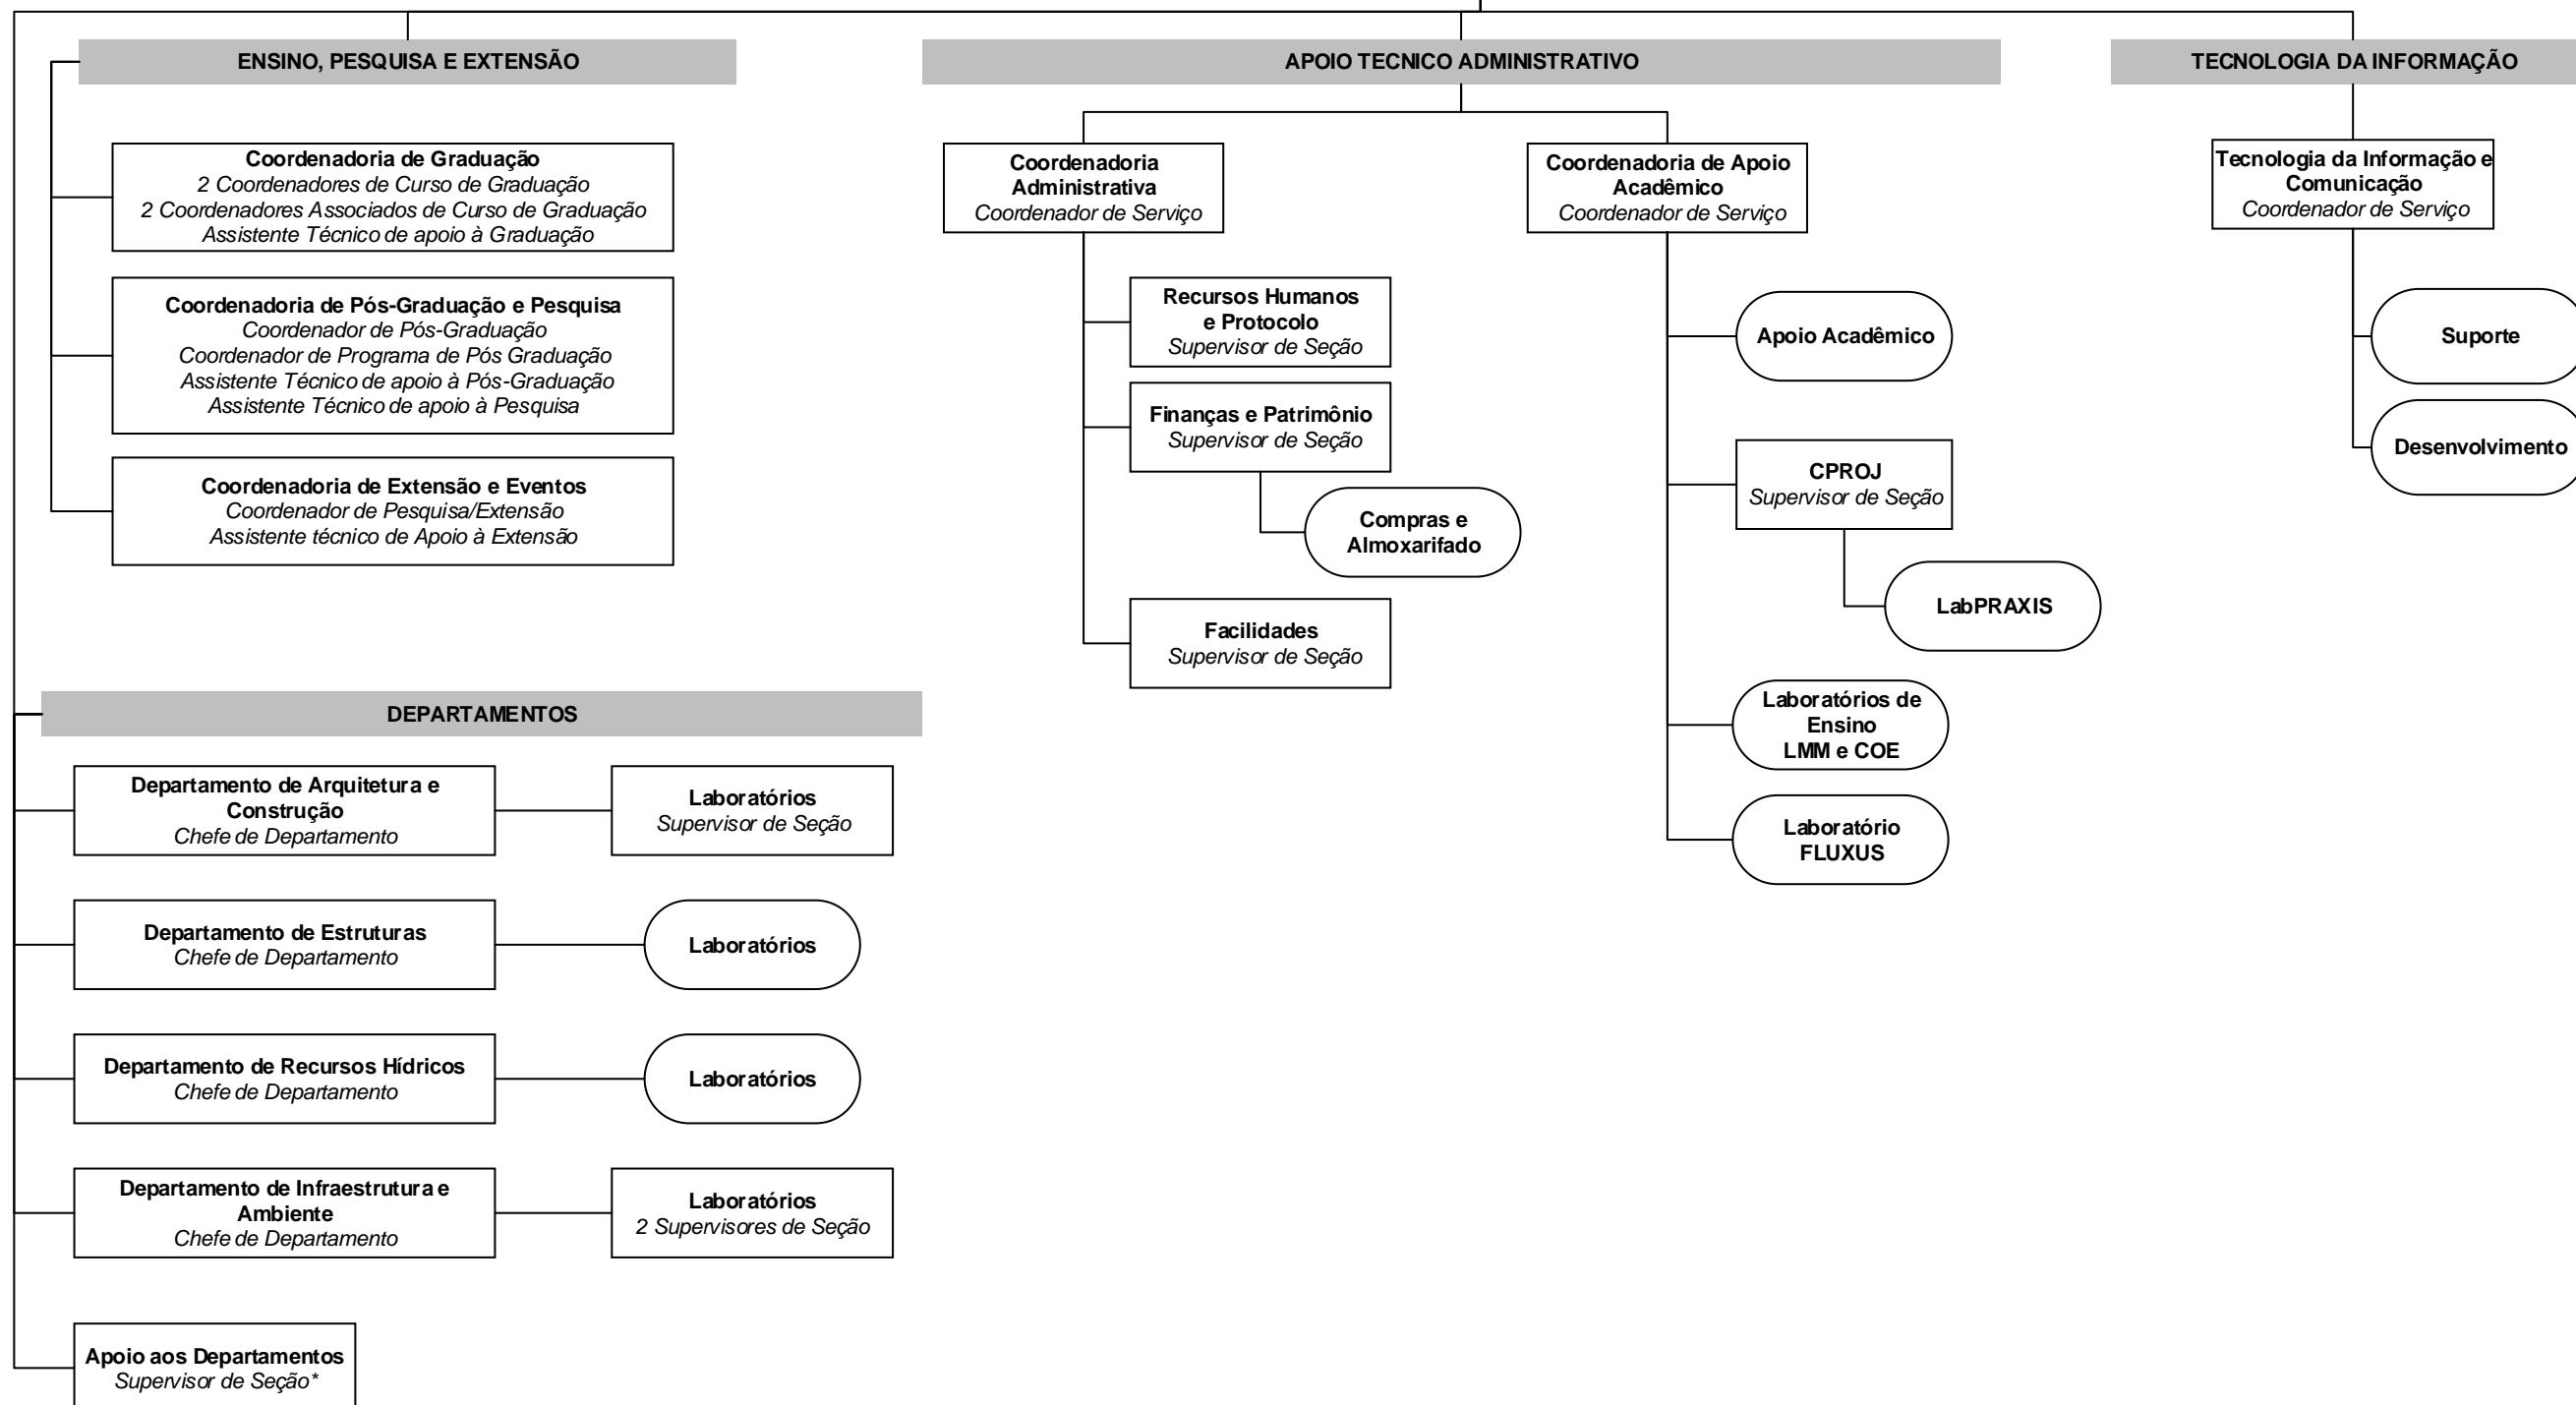 ENSINO, PESQUISA E EXTENSÃO
Coordenadoria de Graduação
2 Coordenadores de Curso de Graduação
2 Coordenadores Associados de Curso de Graduação
Assistente Técnico de apoio à Graduação
Coordenadoria de Pós-Graduação e Pesquisa
Coordenador de Pós-Graduação
Coordenador de Programa de Pós Graduação
Assistente Técnico de apoio à Pós-Graduação
Assistente Técnico de apoio à Pesquisa
Coordenadoria de Extensão e Eventos
Coordenador de Pesquisa/Extensão
Assistente técnico de Apoio à Extensão
APOIO TECNICO ADMINISTRATIVO
Coordenadoria
Administrativa
Coordenador de Serviço
Recursos Humanos
e Protocolo
Supervisor de Seção
Finanças e Patrimônio
Supervisor de Seção
Compras e
Almoxarifado
Facilidades
Supervisor de Seção
Coordenadoria de Apoio
Acadêmico
Coordenador de Serviço
Apoio Acadêmico
CPROJ
Supervisor de Seção
LabPRAXIS
Laboratórios de
Ensino
LMM e COE
Laboratório
FLUXUS
TECNOLOGIA DA INFORMAÇÃO
Tecnologia da Informação e
Comunicação
Coordenador de Serviço
Suporte
Desenvolvimento
DEPARTAMENTOS
Departamento de Arquitetura e
Construção
Chefe de Departamento
Laboratórios
Supervisor de Seção
Departamento de Estruturas
Chefe de Departamento
Laboratórios
Departamento de Recursos Hídricos
Chefe de Departamento
Laboratórios
Departamento de Infraestrutura e
Ambiente
Chefe de Departamento
Laboratórios
2 Supervisores de Seção
Apoio aos Departamentos
Supervisor de Seção*